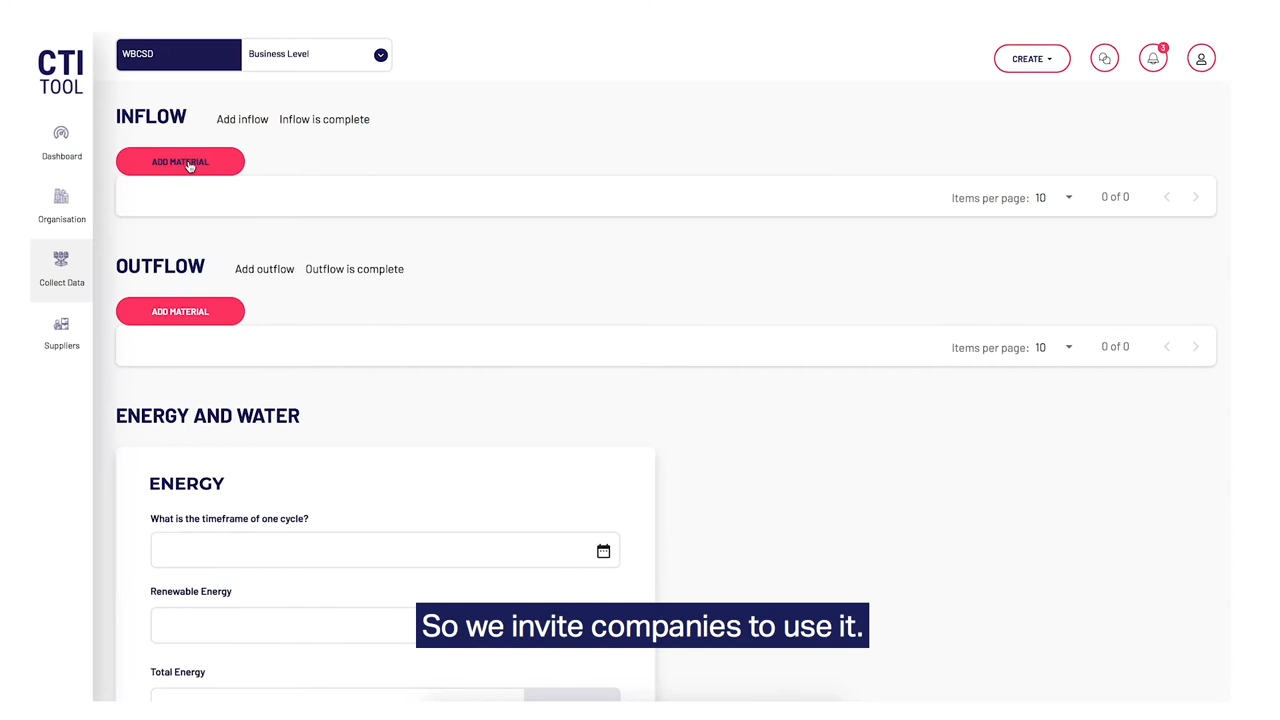 CTI
TOOL
WBCSD
Business Level
CREATE
3
Dashboard
Organisation
Collect Data
Suppliers
INFLOW
Add inflow
Inflow is complete
ADD MATERIAL
Items per page: 10
0 of 0
OUTFLOW
Add outflow
Outflow is complete
ADD MATERIAL
Items per page: 10
0 of 0
ENERGY AND WATER
ENERGY
What is the timeframe of one cycle?
Renewable Energy
So we invite companies to use it.
Total Energy